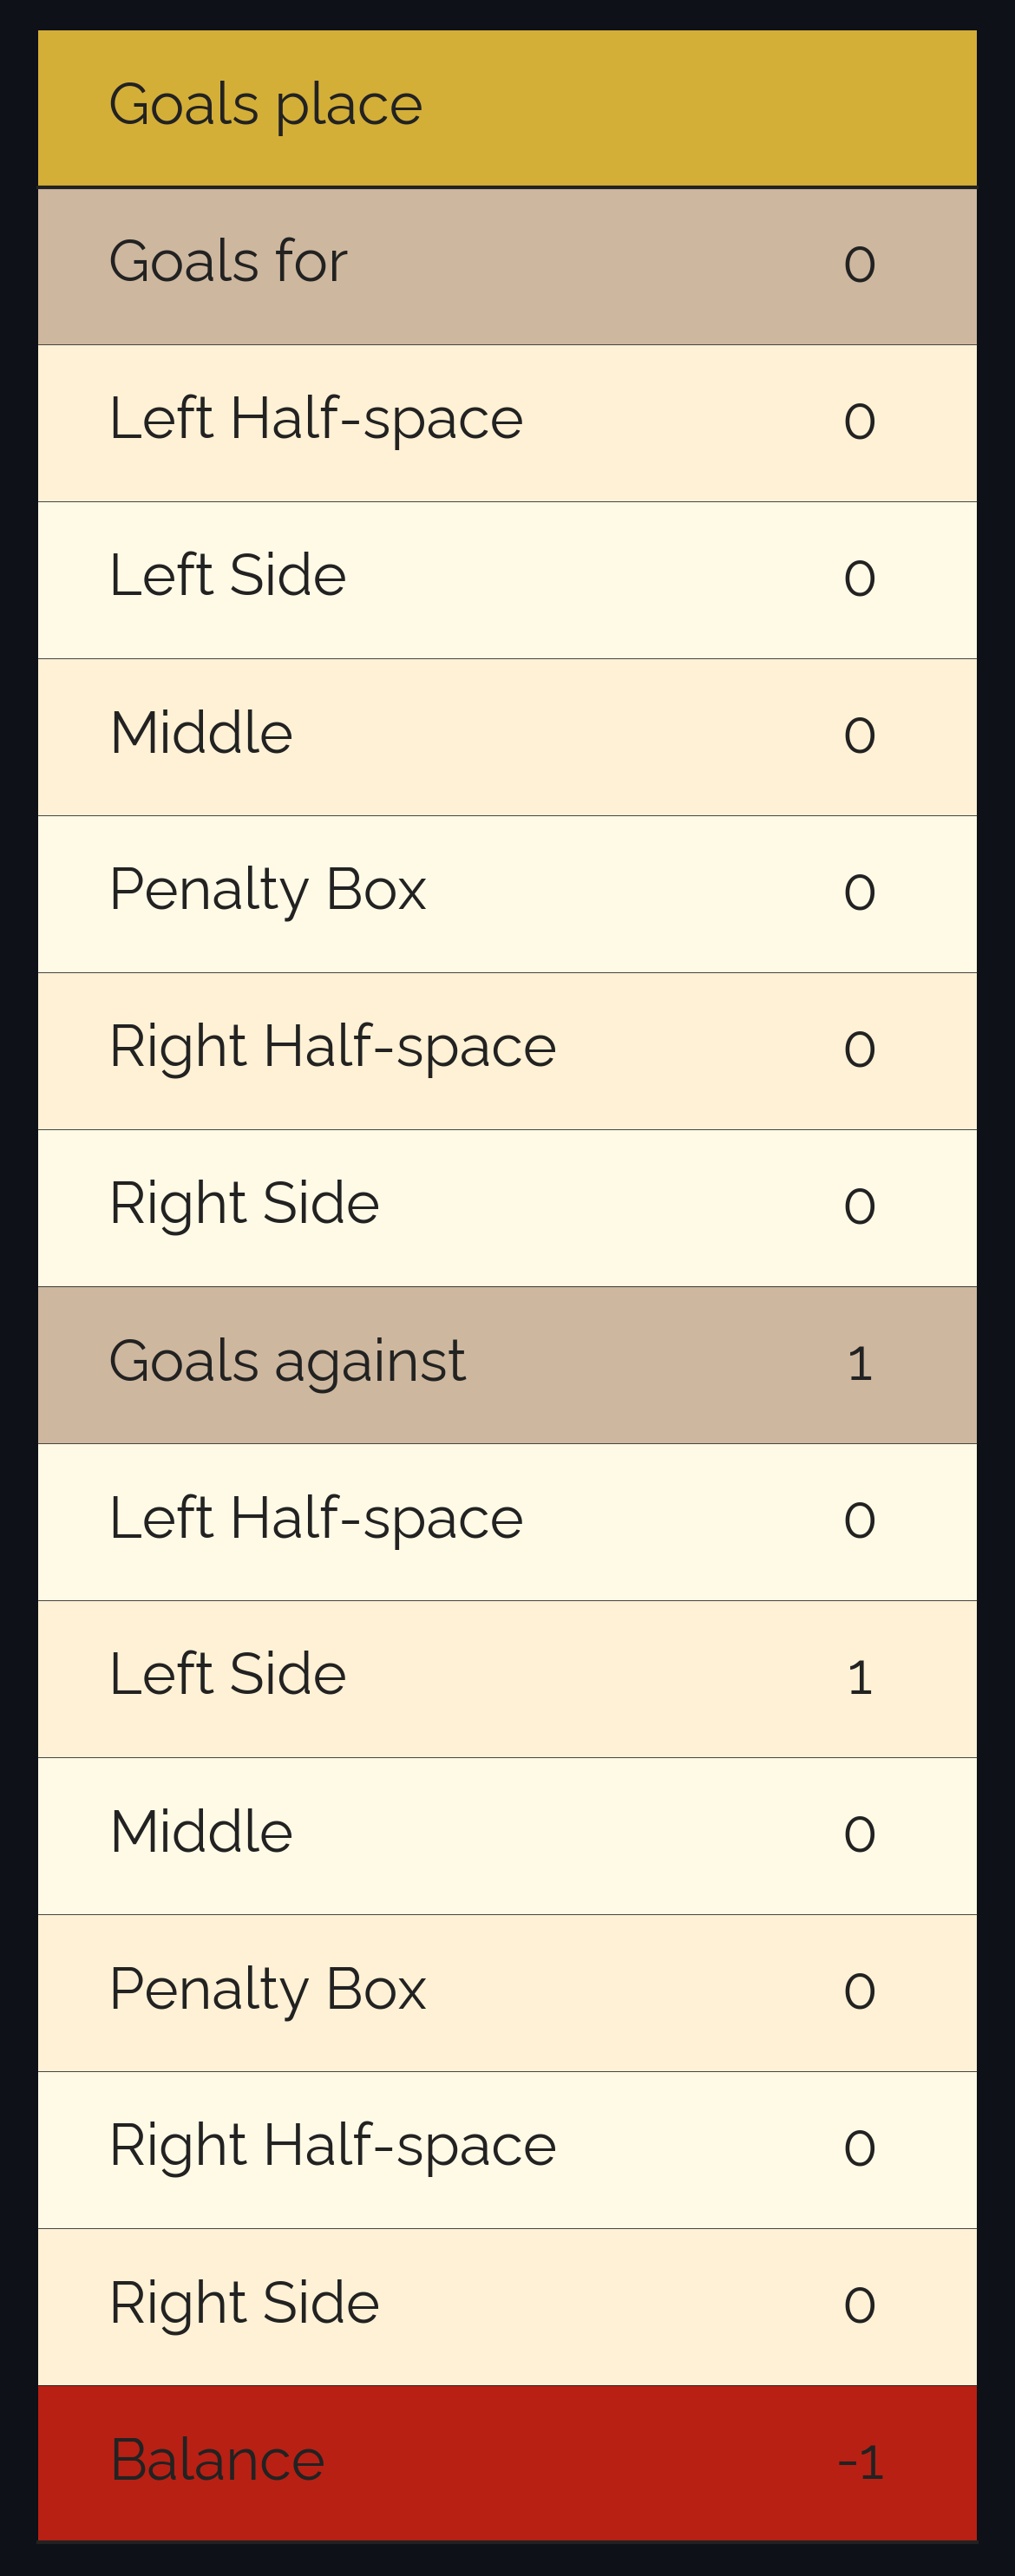 Goals place
Goals for 0
Left Half-space 0
Left Side 0
Middle 0
Penalty Box 0
Right Half-space 0
Right Side 0
Goals against 1
Left Half-space 0
Left Side 1
Middle 0
Penalty Box 0
Right Half-space 0
Right Side 0
Balance -1